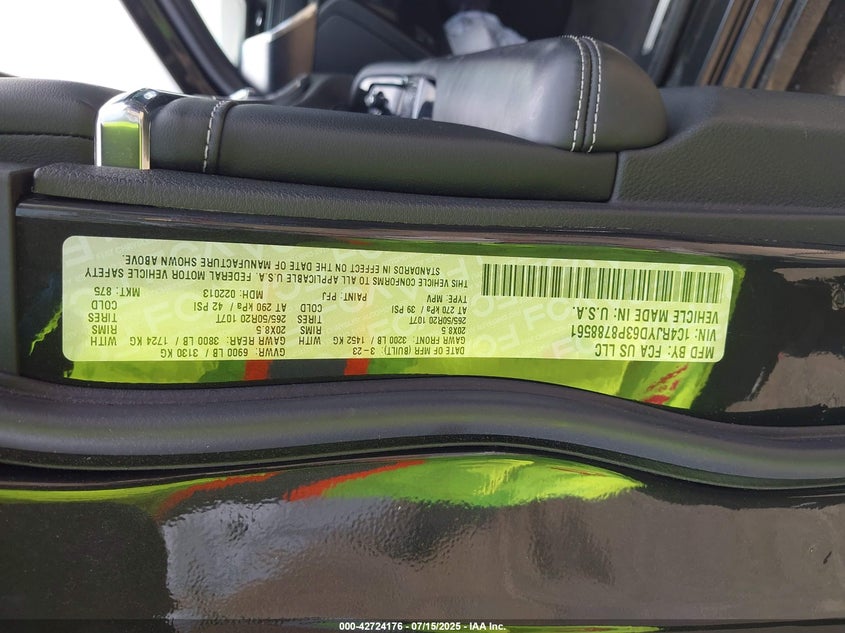 MFD BY: FCA US LLC
DATE OF MFR (BUILT): 3-23
GVWR: 6900 LB / 3130 KG
GAWR FRONT: 3200 LB / 1452 KG WITH
GAWR REAR: 3800 LB / 1724 KG WITH
20X8.5 RIMS
20X8.5 RIMS
265/50R20 107T TIRES
265/50R20 107T TIRES
AT 270 kPa / 39 PSI COLD
AT 290 kPa / 42 PSI COLD
VIN: 1C4RJYD63P8788561
VEHICLE MADE IN: U.S.A.
TYPE: MPV
PAINT: PX8
MDH: 022013
MKT: 875
THIS VEHICLE CONFORMS TO ALL APPLICABLE U.S.A. FEDERAL MOTOR VEHICLE SAFETY
STANDARDS IN EFFECT ON THE DATE OF MANUFACTURE SHOWN ABOVE.
000-42724176 - 07/15/2025 - IAA Inc.